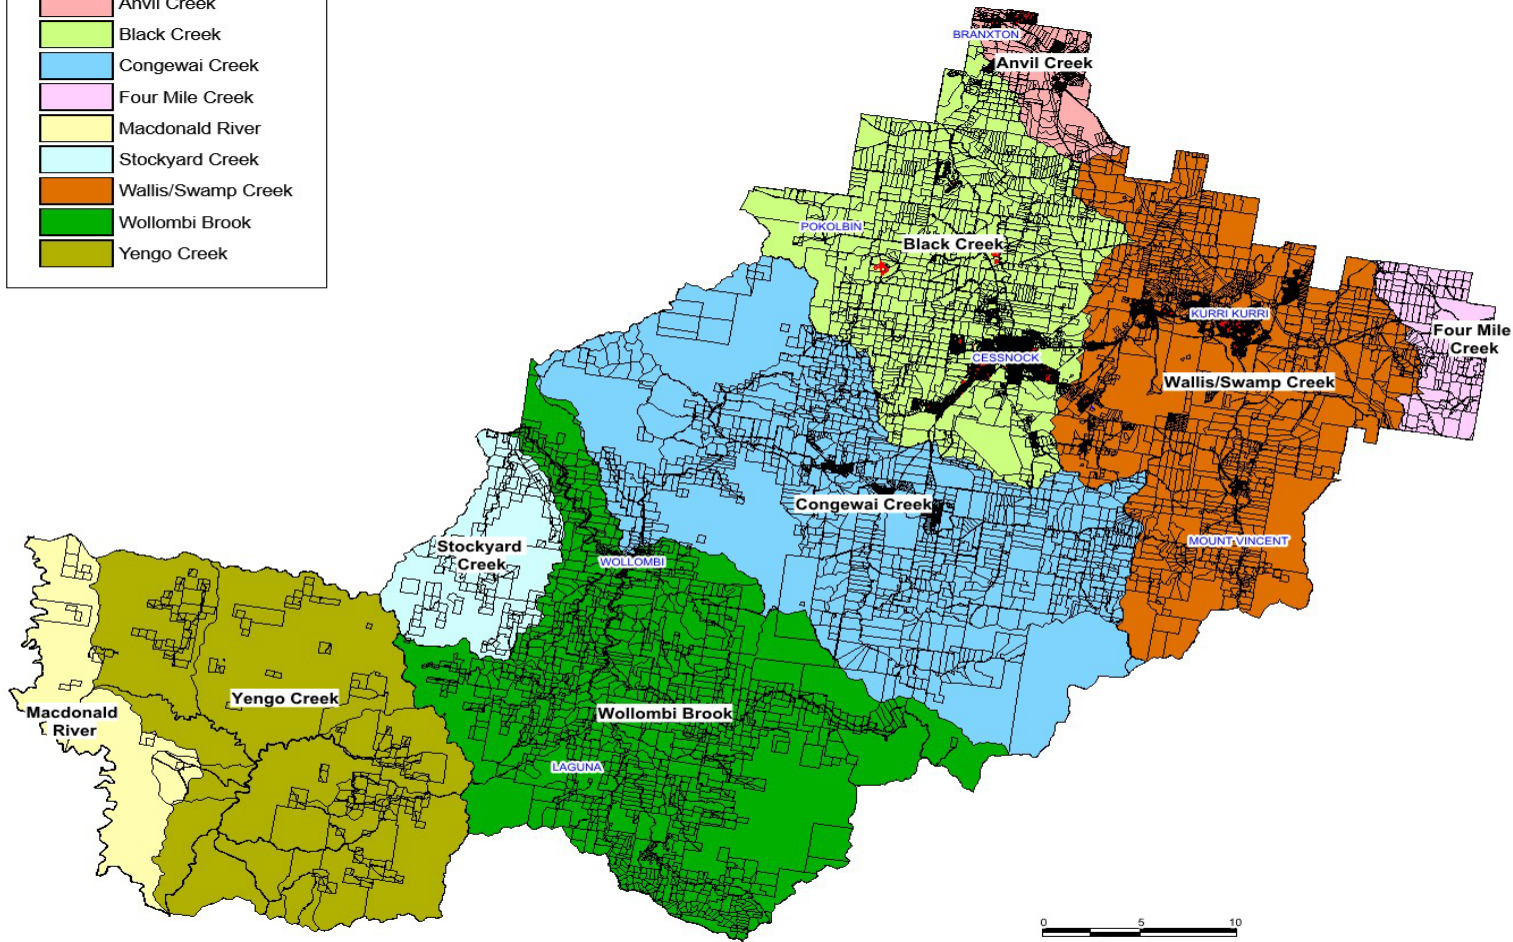 Anvil Creek
Black Creek
Congewai Creek
Four Mile Creek
Macdonald River
Stockyard Creek
Wallis/Swamp Creek
Wollombi Brook
Yengo Creek
BRANXTON
Anvil Creek
POKOLBIN
Black Creek
KURRI KURRI
Four Mile
Creek
CESSNOCK
Wallis/Swamp Creek
Congewai Creek
MOUNT VINCENT
Stockyard
Creek
WOLLOMBI
Yengo Creek
Macdonald
River
Wollombi Brook
LAGUNA
0 5 10